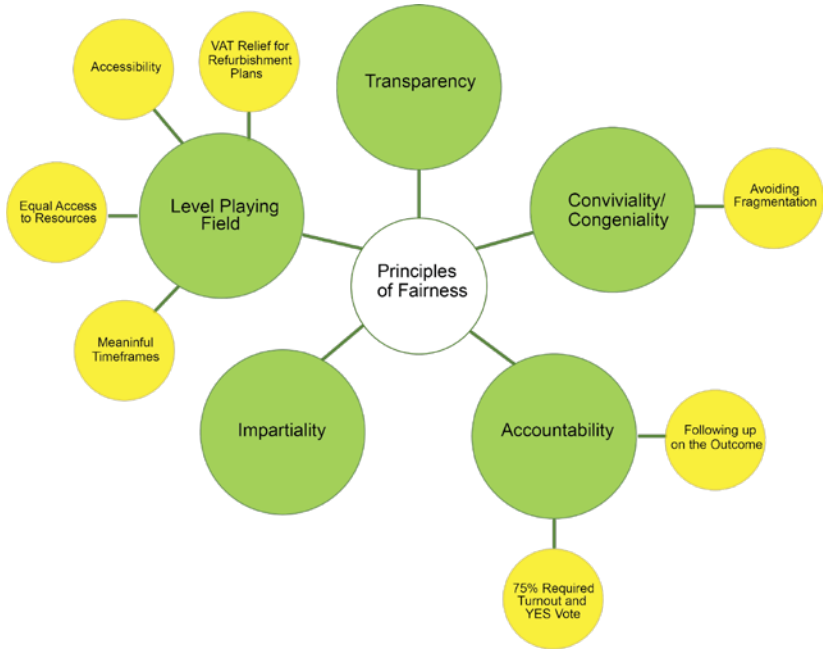 Accessibility
VAT Relief for
Refurbishment
Plans
Transparency
Equal Access
to Resources
Level Playing
Field
Conviviality/
Congeniality
Avoiding
Fragmentation
Principles
of Fairness
Meaninful
Timeframes
Impartiality
Accountability
Following up
on the Outcome
75% Required
Turnout and
YES Vote